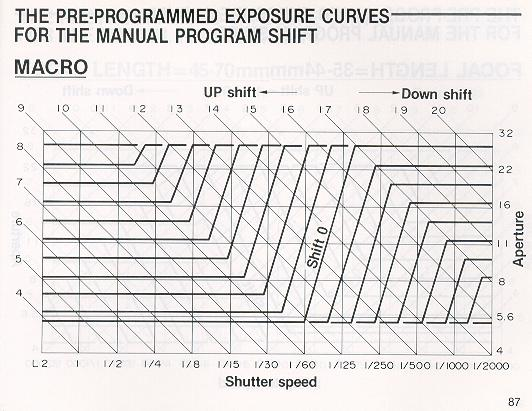 THE PRE-PROGRAMMED EXPOSURE CURVES
FOR THE MANUAL PROGRAM SHIFT
MACRO
UP shift
Down shift
9 10 11 12 13 14 15 16 17 18 19 20
8
7
6
5
4
32
22
16
11
8
5.6
4
Aperture
Shift 0
L 2 1 1/2 1/4 1/8 1/15 1/30 1/60 1/125 1/250 1/500 1/1000 1/2000
Shutter speed
87